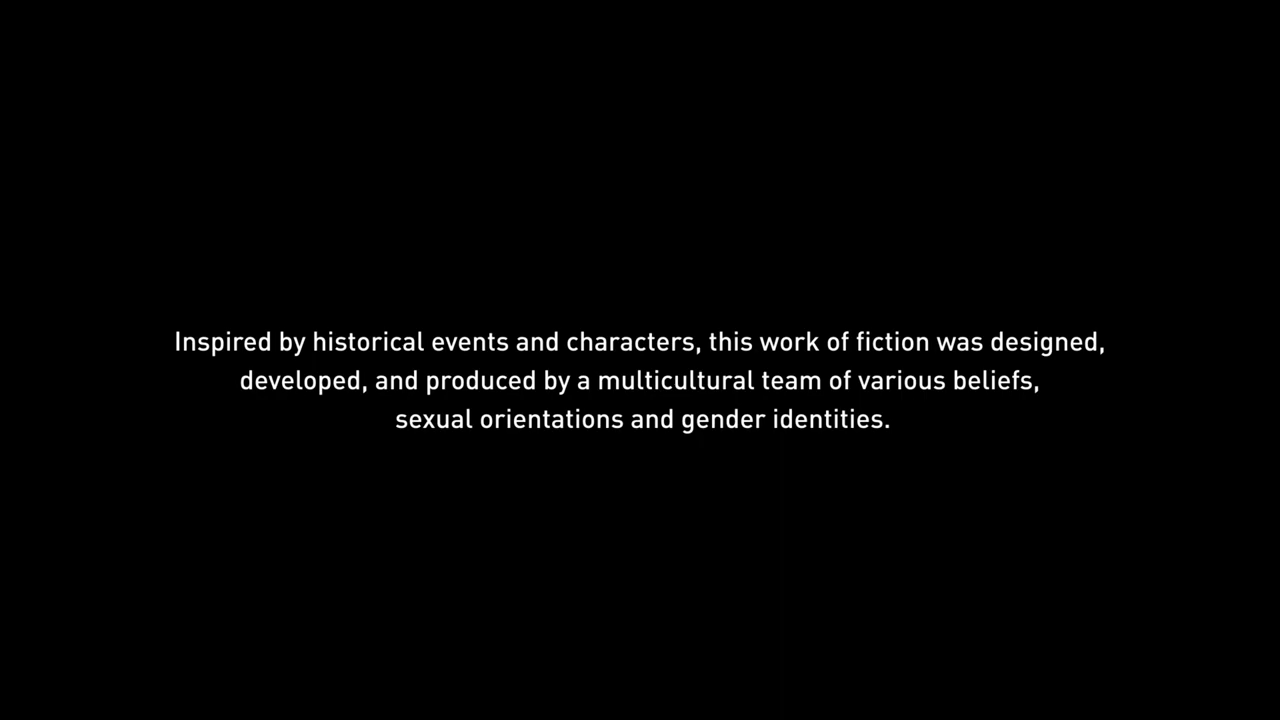 Inspired by historical events and characters, this work of fiction was designed,
developed, and produced by a multicultural team of various beliefs,
sexual orientations and gender identities.